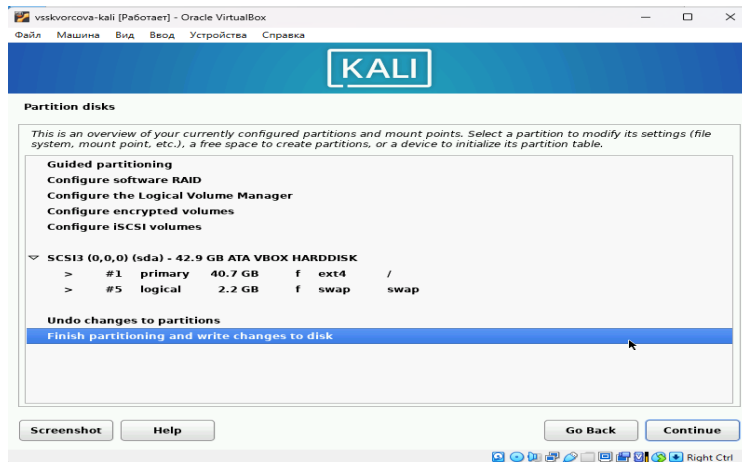 vsskvorcova-kali [Работает] - Oracle VirtualBox
Файл Машина Вид Ввод Устройства Справка
KALI
Partition disks
This is an overview of your currently configured partitions and mount points. Select a partition to modify its settings (file
system, mount point, etc.), a free space to create partitions, or a device to initialize its partition table.
Guided partitioning
Configure software RAID
Configure the Logical Volume Manager
Configure encrypted volumes
Configure iSCSI volumes
SCSI3 (0,0,0) (sda) - 42.9 GB ATA VBOX HARDDISK
> #1 primary 40.7 GB f ext4 /
> #5 logical 2.2 GB f swap swap
Undo changes to partitions
Finish partitioning and write changes to disk
Screenshot Help Go Back Continue
Right Ctrl